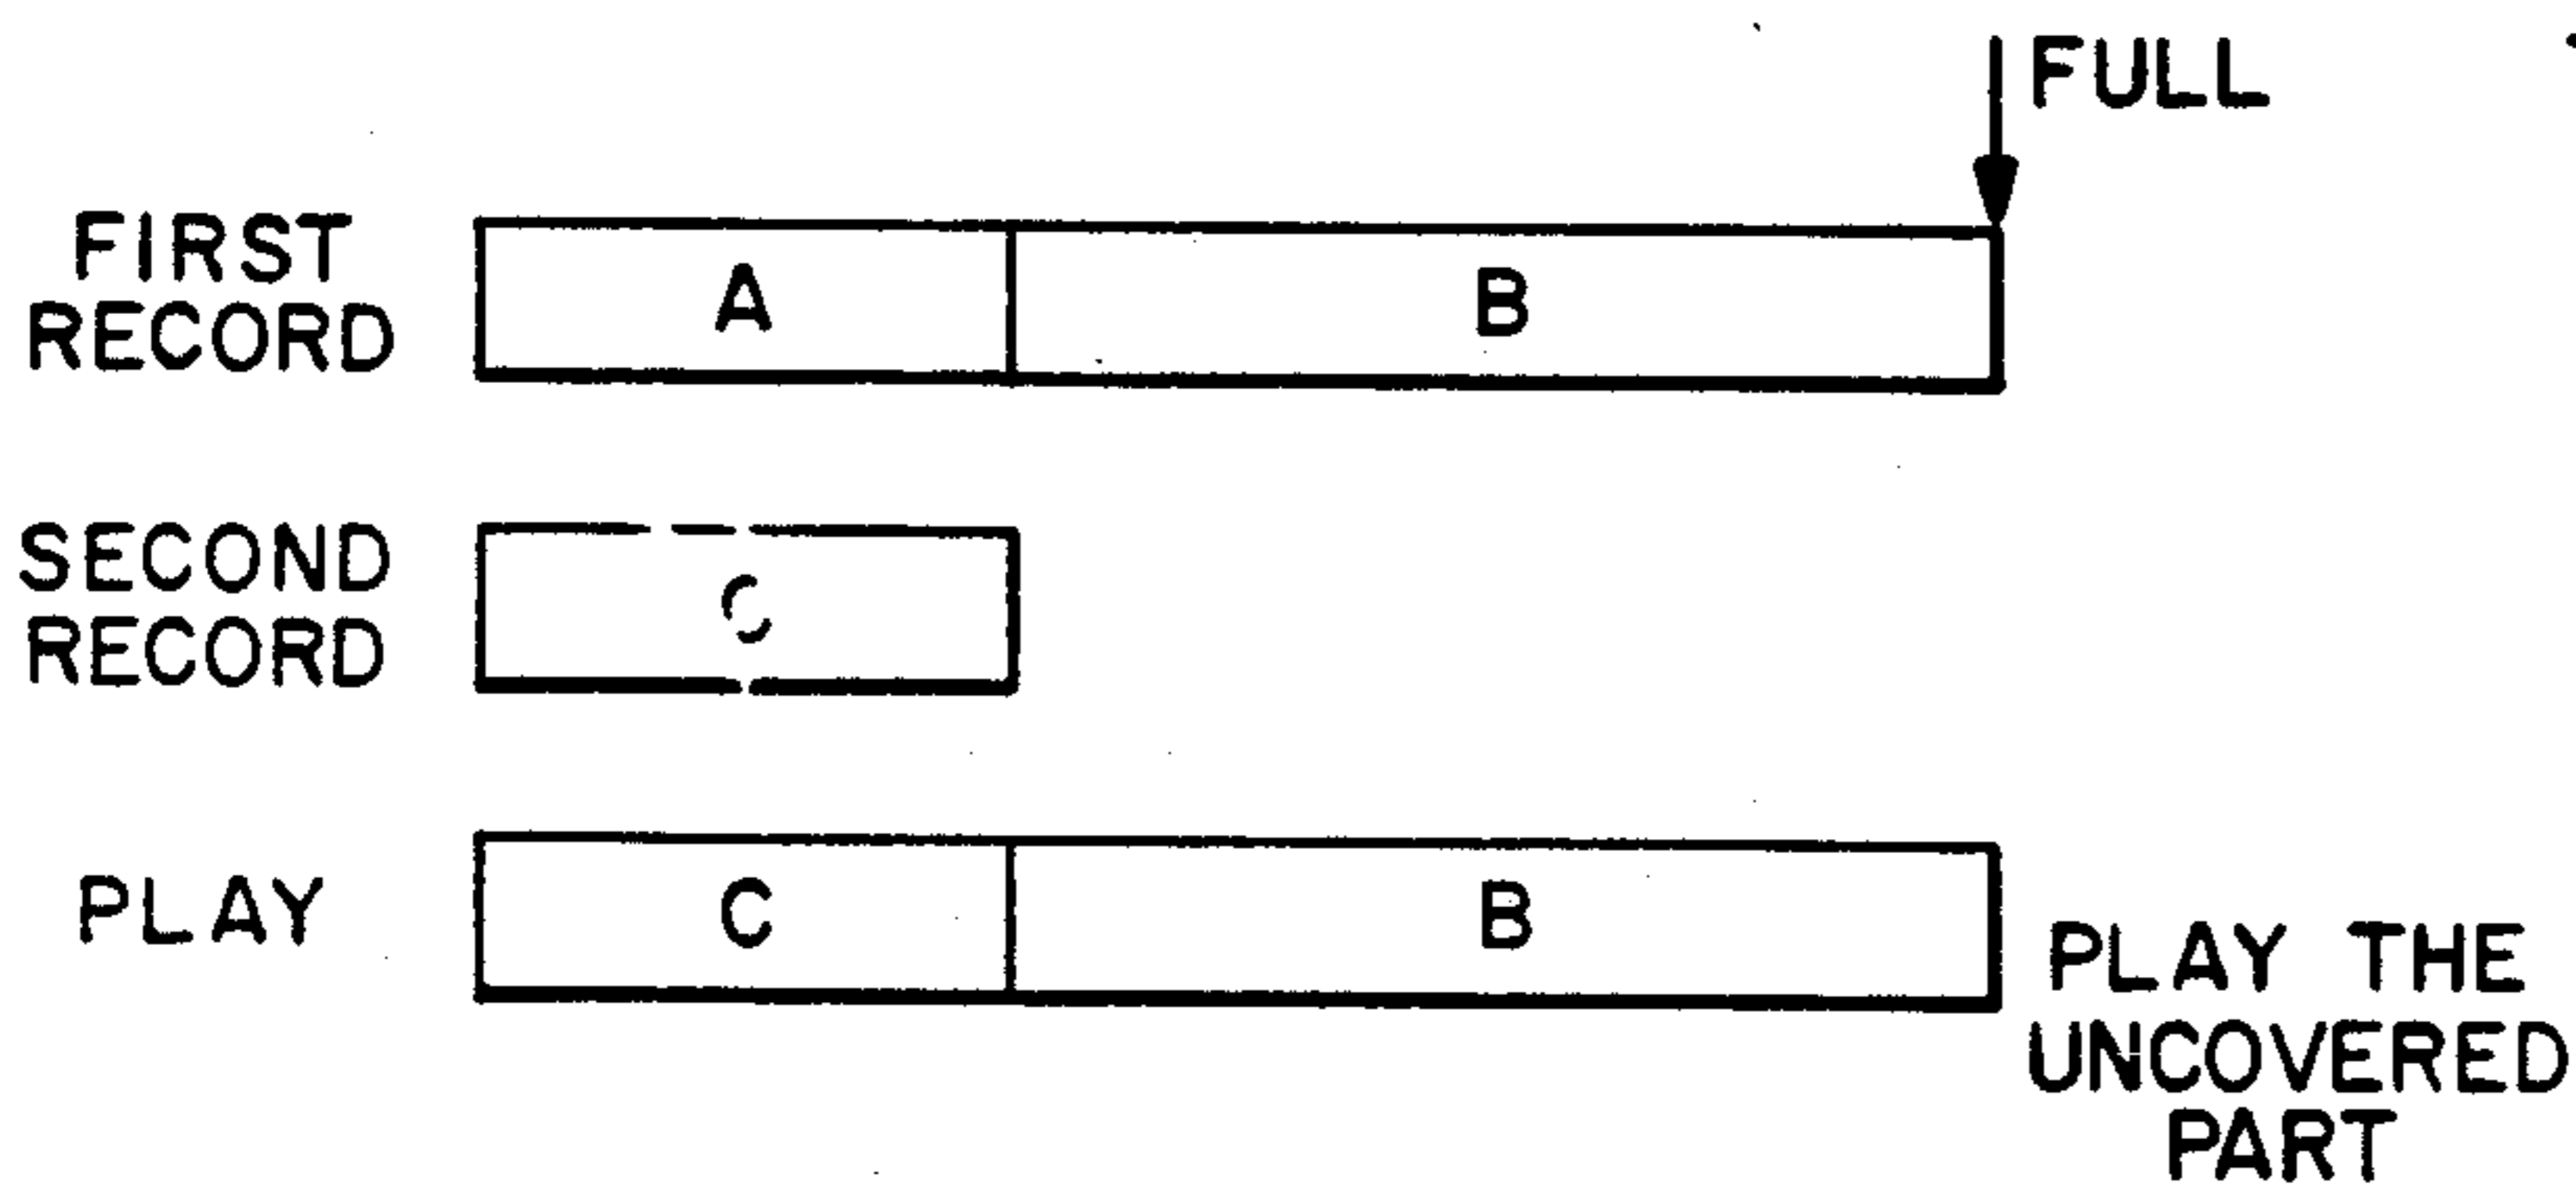 FULL
FIRST
RECORD
A
B
SECOND
RECORD
C
PLAY
C
B
PLAY THE
UNCOVERED
PART